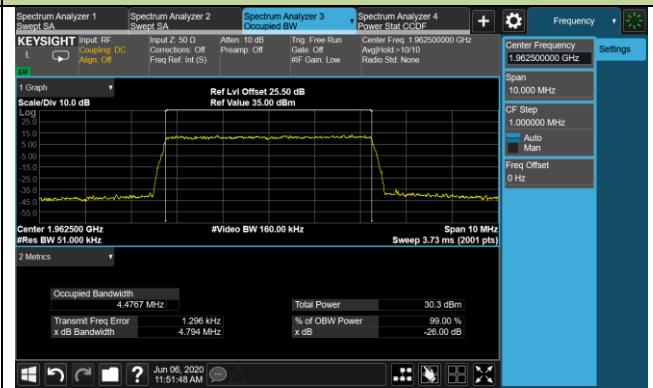 Spectrum Analyzer 1
Swept SA
Spectrum Analyzer 2
Swept SA
Spectrum Analyzer 3
Occupied BW
Spectrum Analyzer 4
Power Stat CCDF
+
Frequency
KEYSIGHT
L
Input: RF
Coupling: DC
Align: Off
Input Z: 50 Ω
Corrections: Off
Freq Ref: Int (S)
Atten: 10 dB
Preamp: Off
Trig: Free Run
Gate: Off
#IF Gain: Low
Center Freq: 1.962500000 GHz
Avg|Hold:>10/10
Radio Std: None
Center Frequency
1.962500000 GHz
Settings
Span
10.000 MHz
CF Step
1.000000 MHz
Auto
Man
Freq Offset
0 Hz
1 Graph
Scale/Div 10.0 dB
Ref Lvl Offset 25.50 dB
Ref Value 35.00 dBm
Log
25.0
15.0
5.00
-5.00
-15.0
-25.0
-35.0
-45.0
-55.0
Center 1.962500 GHz
#Res BW 51.000 kHz
#Video BW 160.00 kHz
Span 10 MHz
Sweep 3.73 ms (2001 pts)
2 Metrics
Occupied Bandwidth
4.4767 MHz
Total Power
30.3 dBm
Transmit Freq Error
1.296 kHz
% of OBW Power
99.00 %
x dB Bandwidth
4.794 MHz
x dB
-26.00 dB
?
Jun 06, 2020
11:51:48 AM